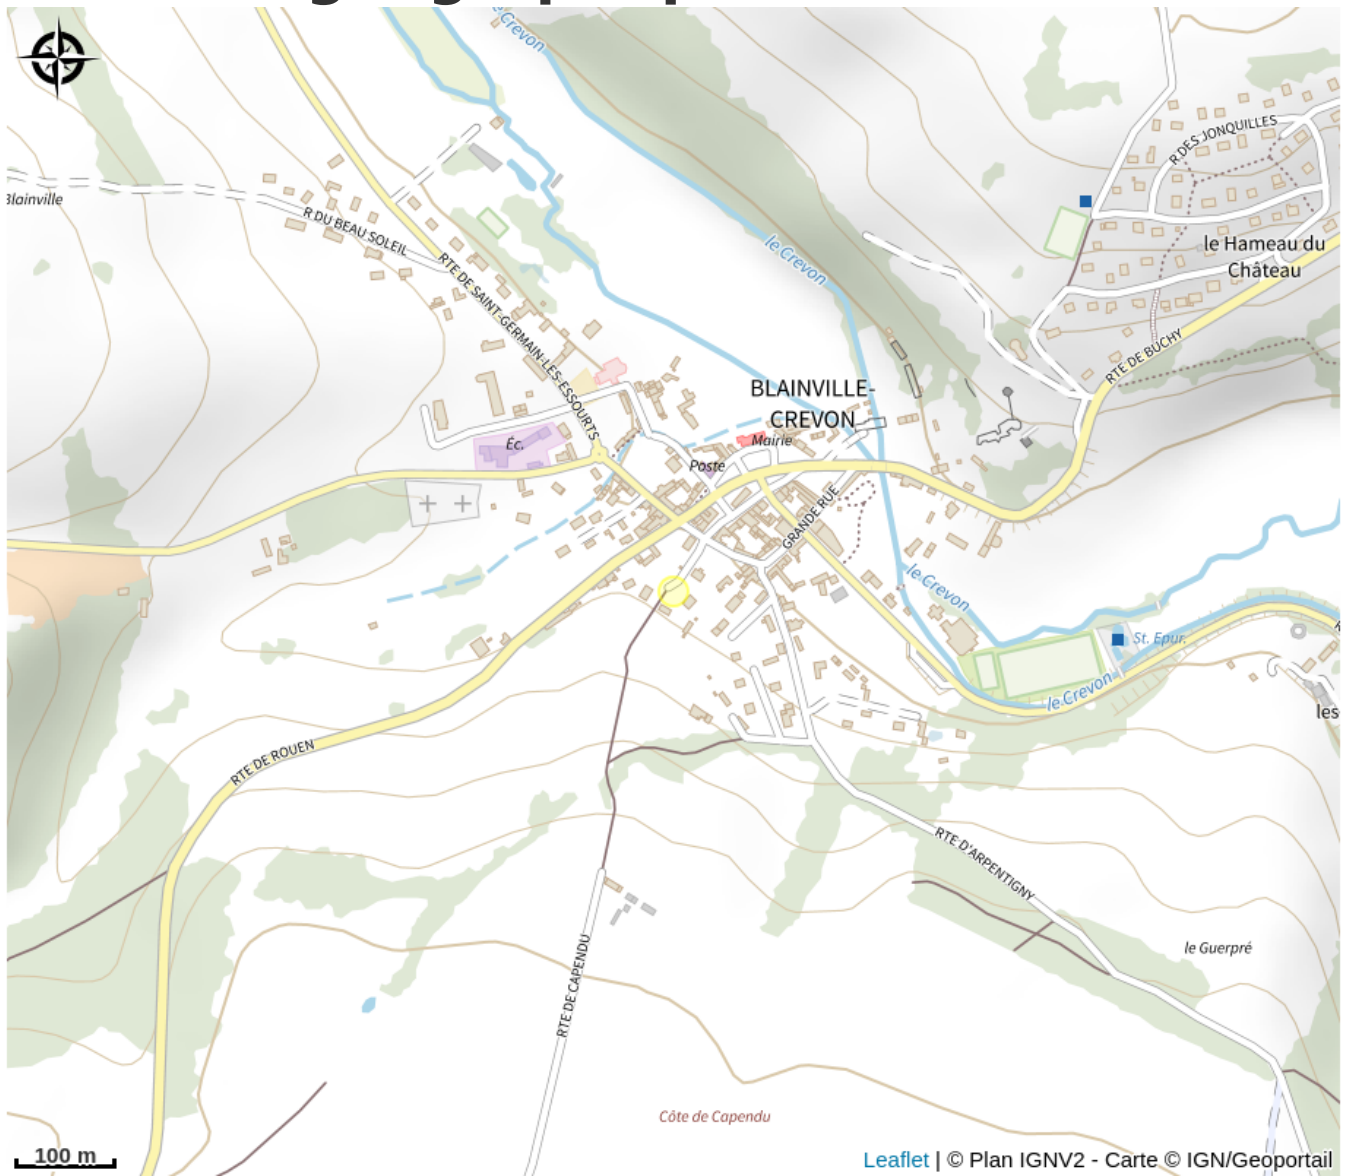 le Crevon
R DES JONQUILLES
Blainville
R DU BEAU SOLEIL
le Crevon
le Hameau du
Château
RTE DE SAINT-GERMAIN-LES-ESSOURTS
RTE DE BUCHY
BLAINVILLE-
CREVON
Mairie
Éc.
Poste
GRANDE RUE
le Crevon
St. Epur.
le Crevon
les
RTE DE ROUEN
RTE D'ARPENTIGNY
le Guerpré
RTE DE CAPENDU
Côte de Capendu
100 m
Leaflet | © Plan IGNV2 - Carte © IGN/Geoportail